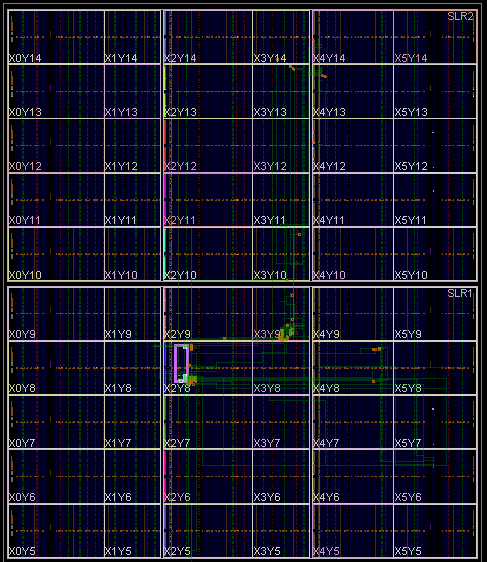 SLR2
X0Y14 X1Y14 X2Y14 X3Y14 X4Y14 X5Y14
X0Y13 X1Y13 X2Y13 X3Y13 X4Y13 X5Y13
X0Y12 X1Y12 X2Y12 X3Y12 X4Y12 X5Y12
X0Y11 X1Y11 X2Y11 X3Y11 X4Y11 X5Y11
X0Y10 X1Y10 X2Y10 X3Y10 X4Y10 X5Y10
SLR1
X0Y9 X1Y9 X2Y9 X3Y9 X4Y9 X5Y9
X0Y8 X1Y8 X2Y8 X3Y8 X4Y8 X5Y8
X0Y7 X1Y7 X2Y7 X3Y7 X4Y7 X5Y7
X0Y6 X1Y6 X2Y6 X3Y6 X4Y6 X5Y6
X0Y5 X1Y5 X2Y5 X3Y5 X4Y5 X5Y5